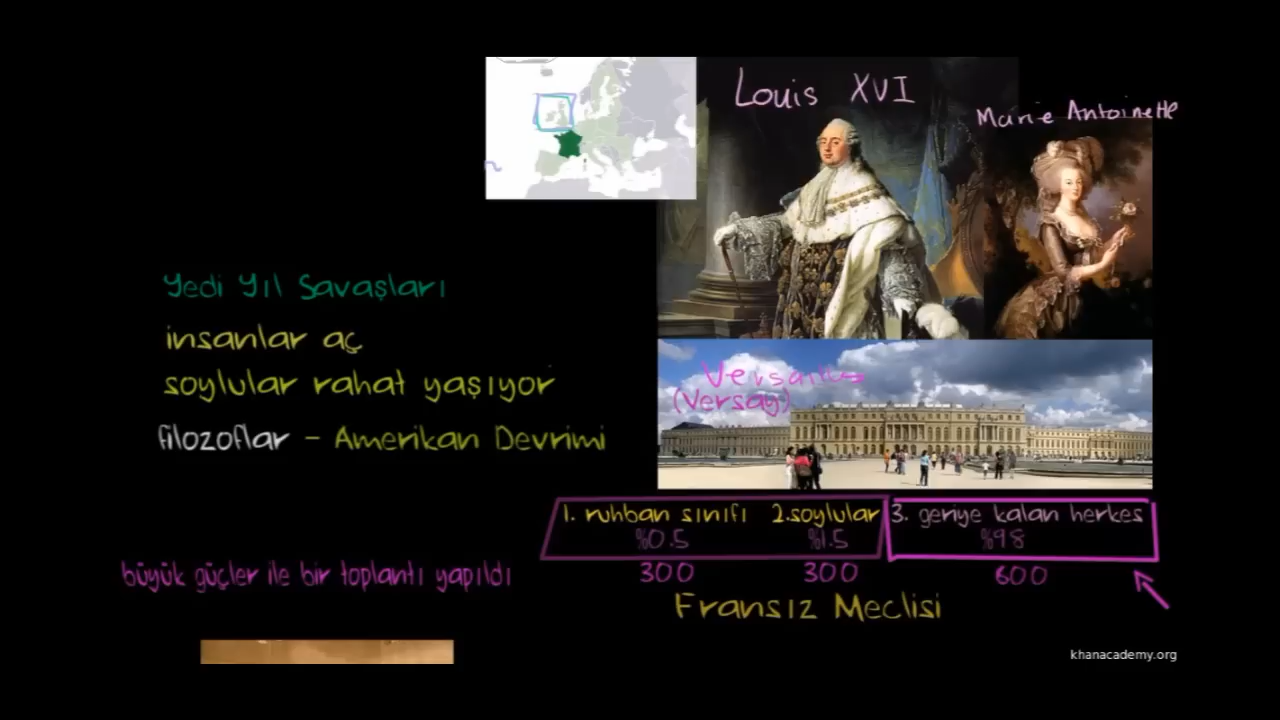 Louis XVI
Marie Antoinette
Yedi Yıl Savaşları
insanlar aç
soylular rahat yaşıyor
filozoflar - Amerikan Devrimi
Versailles
(Versay)
1. ruhban sınıfı 2.soylular 3. geriye kalan herkes
%0.5 %1.5 %98
300 300 600
büyük güçler ile bir toplantı yapıldı
Fransız Meclisi
khanacademy.org